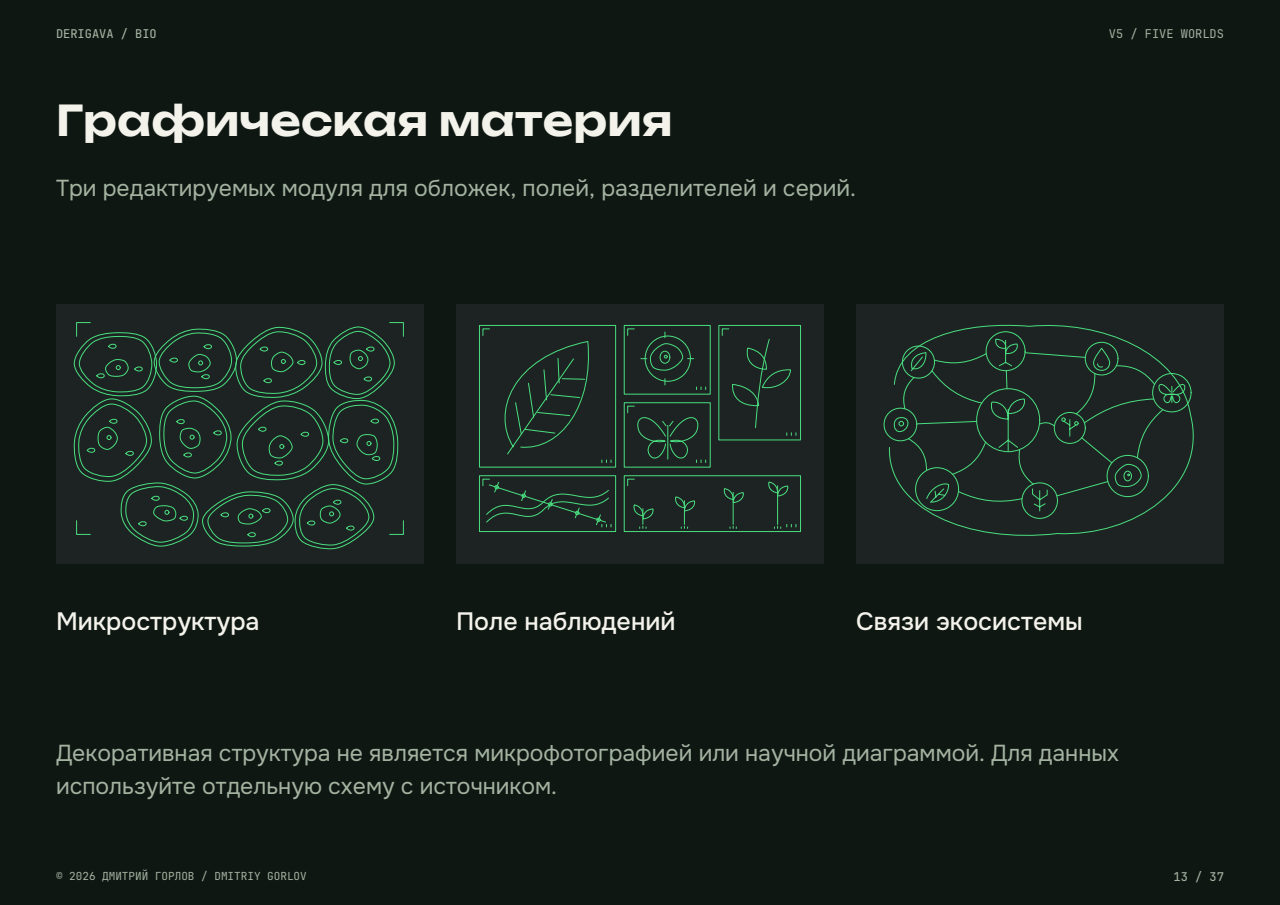 DERIGAVA / BIO
V5 / FIVE WORLDS
Графическая материя
Три редактируемых модуля для обложек, полей, разделителей и серий.
Микроструктура
Поле наблюдений
Связи экосистемы
Декоративная структура не является микрофотографией или научной диаграммой. Для данных
используйте отдельную схему с источником.
© 2026 ДМИТРИЙ ГОРЛОВ / DMITRIY GORLOV
13 / 37